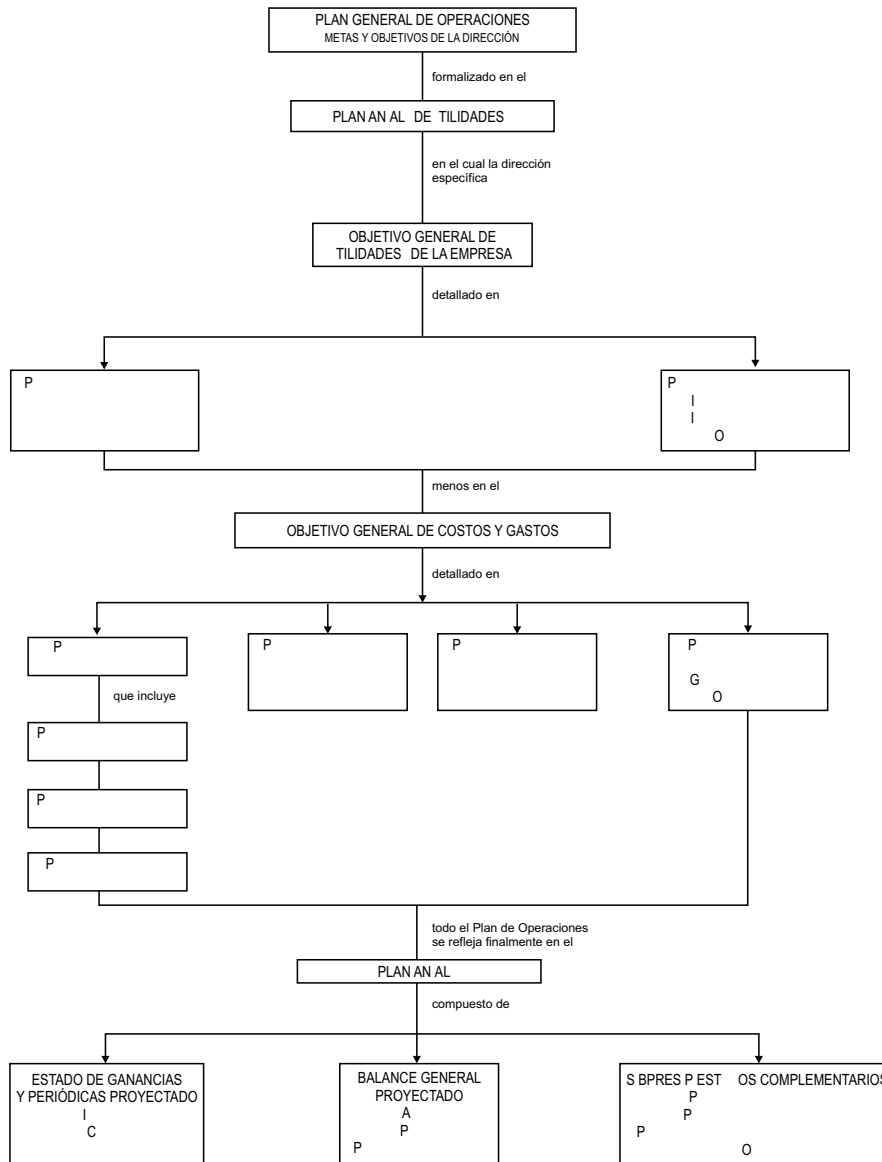 PLAN GENERAL DE OPERACIONES
METAS Y OBJETIVOS DE LA DIRECCIÓN
formalizado en el
PLAN AN AL DE TILIDADES
en el cual la dirección
específica
OBJETIVO GENERAL DE
TILIDADES DE LA EMPRESA
detallado en
P
P
I
I
O
menos en el
OBJETIVO GENERAL DE COSTOS Y GASTOS
detallado en
P
P
P
P
G
O
que incluye
P
P
P
todo el Plan de Operaciones
se refleja finalmente en el
PLAN AN AL
compuesto de
ESTADO DE GANANCIAS
Y PERIÓDICAS PROYECTADO
I
C
BALANCE GENERAL
PROYECTADO
A
P
P
S BPRES P EST OS COMPLEMENTARIOS
P
P
P
O